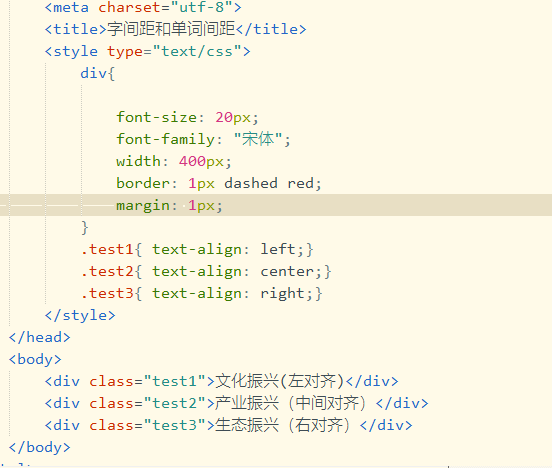 <meta charset="utf-8">
<title>字间距和单词间距</title>
<style type="text/css">
div{
font-size: 20px;
font-family: "宋体";
width: 400px;
border: 1px dashed red;
margin: 1px;
}
.test1{ text-align: left;}
.test2{ text-align: center;}
.test3{ text-align: right;}
</style>
</head>
<body>
<div class="test1">文化振兴(左对齐)</div>
<div class="test2">产业振兴（中间对齐）</div>
<div class="test3">生态振兴（右对齐）</div>
</body>